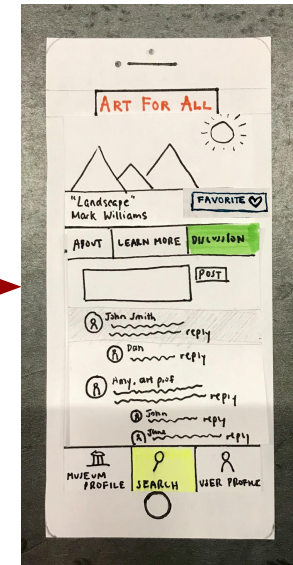 ART FOR ALL
"Landscape"
Mark Williams
FAVORITE
ABOUT
LEARN MORE
DISCUSSION
POST
John Smith
reply
Dan
reply
Amy, art prof
reply
John
reply
Jane
reply
MUSEUM
PROFILE
SEARCH
USER PROFILE